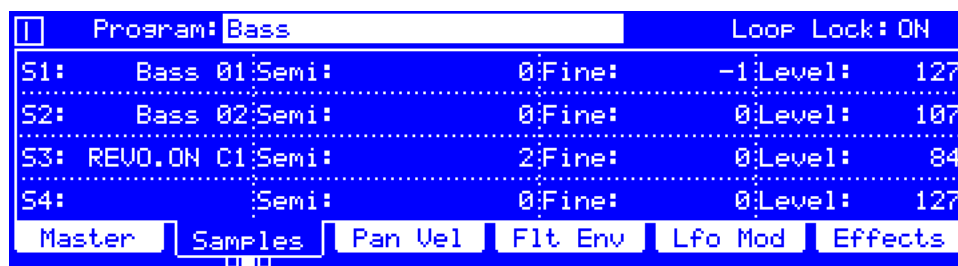 Program: Bass Loop Lock: ON
S1: Bass 01 Semi: 0 Fine: -1 Level: 127
S2: Bass 02 Semi: 0 Fine: 0 Level: 107
S3: REVO.ON C1 Semi: 2 Fine: 0 Level: 84
S4: Semi: 0 Fine: 0 Level: 127
Master Samples Pan Vel Flt Env Lfo Mod Effects